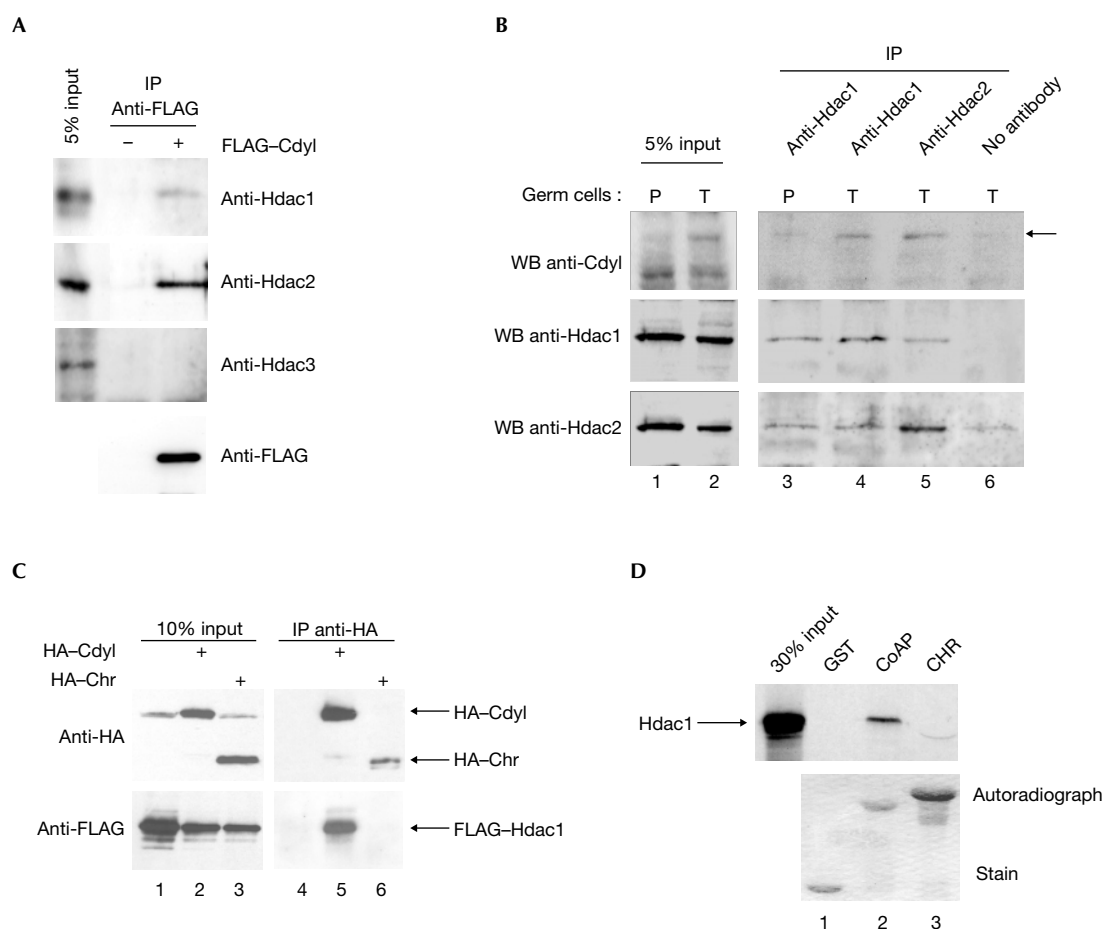 A
5% input
IP
Anti-FLAG
– + FLAG–Cdyl
Anti-Hdac1
Anti-Hdac2
Anti-Hdac3
Anti-FLAG
B
IP
5% input
Anti-Hdac1 Anti-Hdac1 Anti-Hdac2 No antibody
Germ cells : P T P T T T
WB anti-Cdyl
WB anti-Hdac1
WB anti-Hdac2
1 2 3 4 5 6
C
10% input IP anti-HA
HA–Cdyl + +
HA–Chr + +
Anti-HA
HA–Cdyl
HA–Chr
Anti-FLAG
FLAG–Hdac1
1 2 3 4 5 6
D
30% input GST CoAP CHR
Hdac1
Autoradiograph
Stain
1 2 3